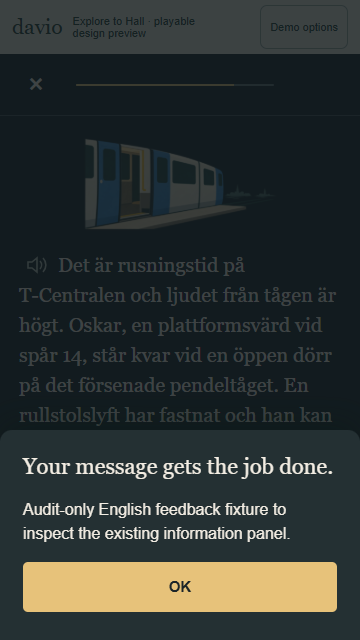 davio
Explore to Hall · playable
design preview
Demo options
×
Det är rusningstid på
T-Centralen och ljudet från tågen är
högt. Oskar, en plattformsvärd vid
spår 14, står kvar vid en öppen dörr
på det försenade pendeltåget. En
rullstolslyft har fastnat och han kan
Your message gets the job done.
Audit-only English feedback fixture to
inspect the existing information panel.
OK